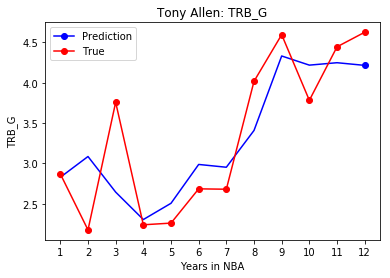 Tony Allen: TRB_G
Prediction
True
4.5
4.0
3.5
3.0
2.5
TRB_G
1 2 3 4 5 6 7 8 9 10 11 12
Years in NBA